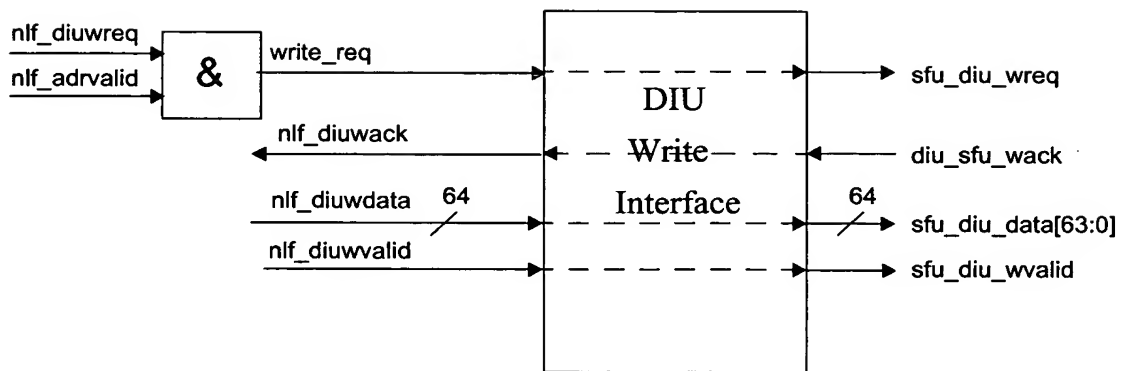 nlf_diuwreq
nlf_adrvalid
&
write_req
sfu_diu_wreq
DIU
nlf_diuwack
Write
diu_sfu_wack
nlf_diuwdata
64
Interface
64
sfu_diu_data[63:0]
nlf_diuwvalid
sfu_diu_wvalid